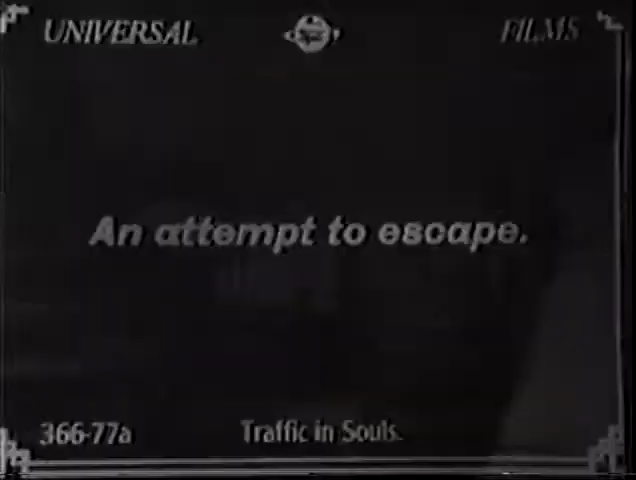 UNIVERSAL FILMS
An attempt to escape.
366-77a Traffic in Souls.